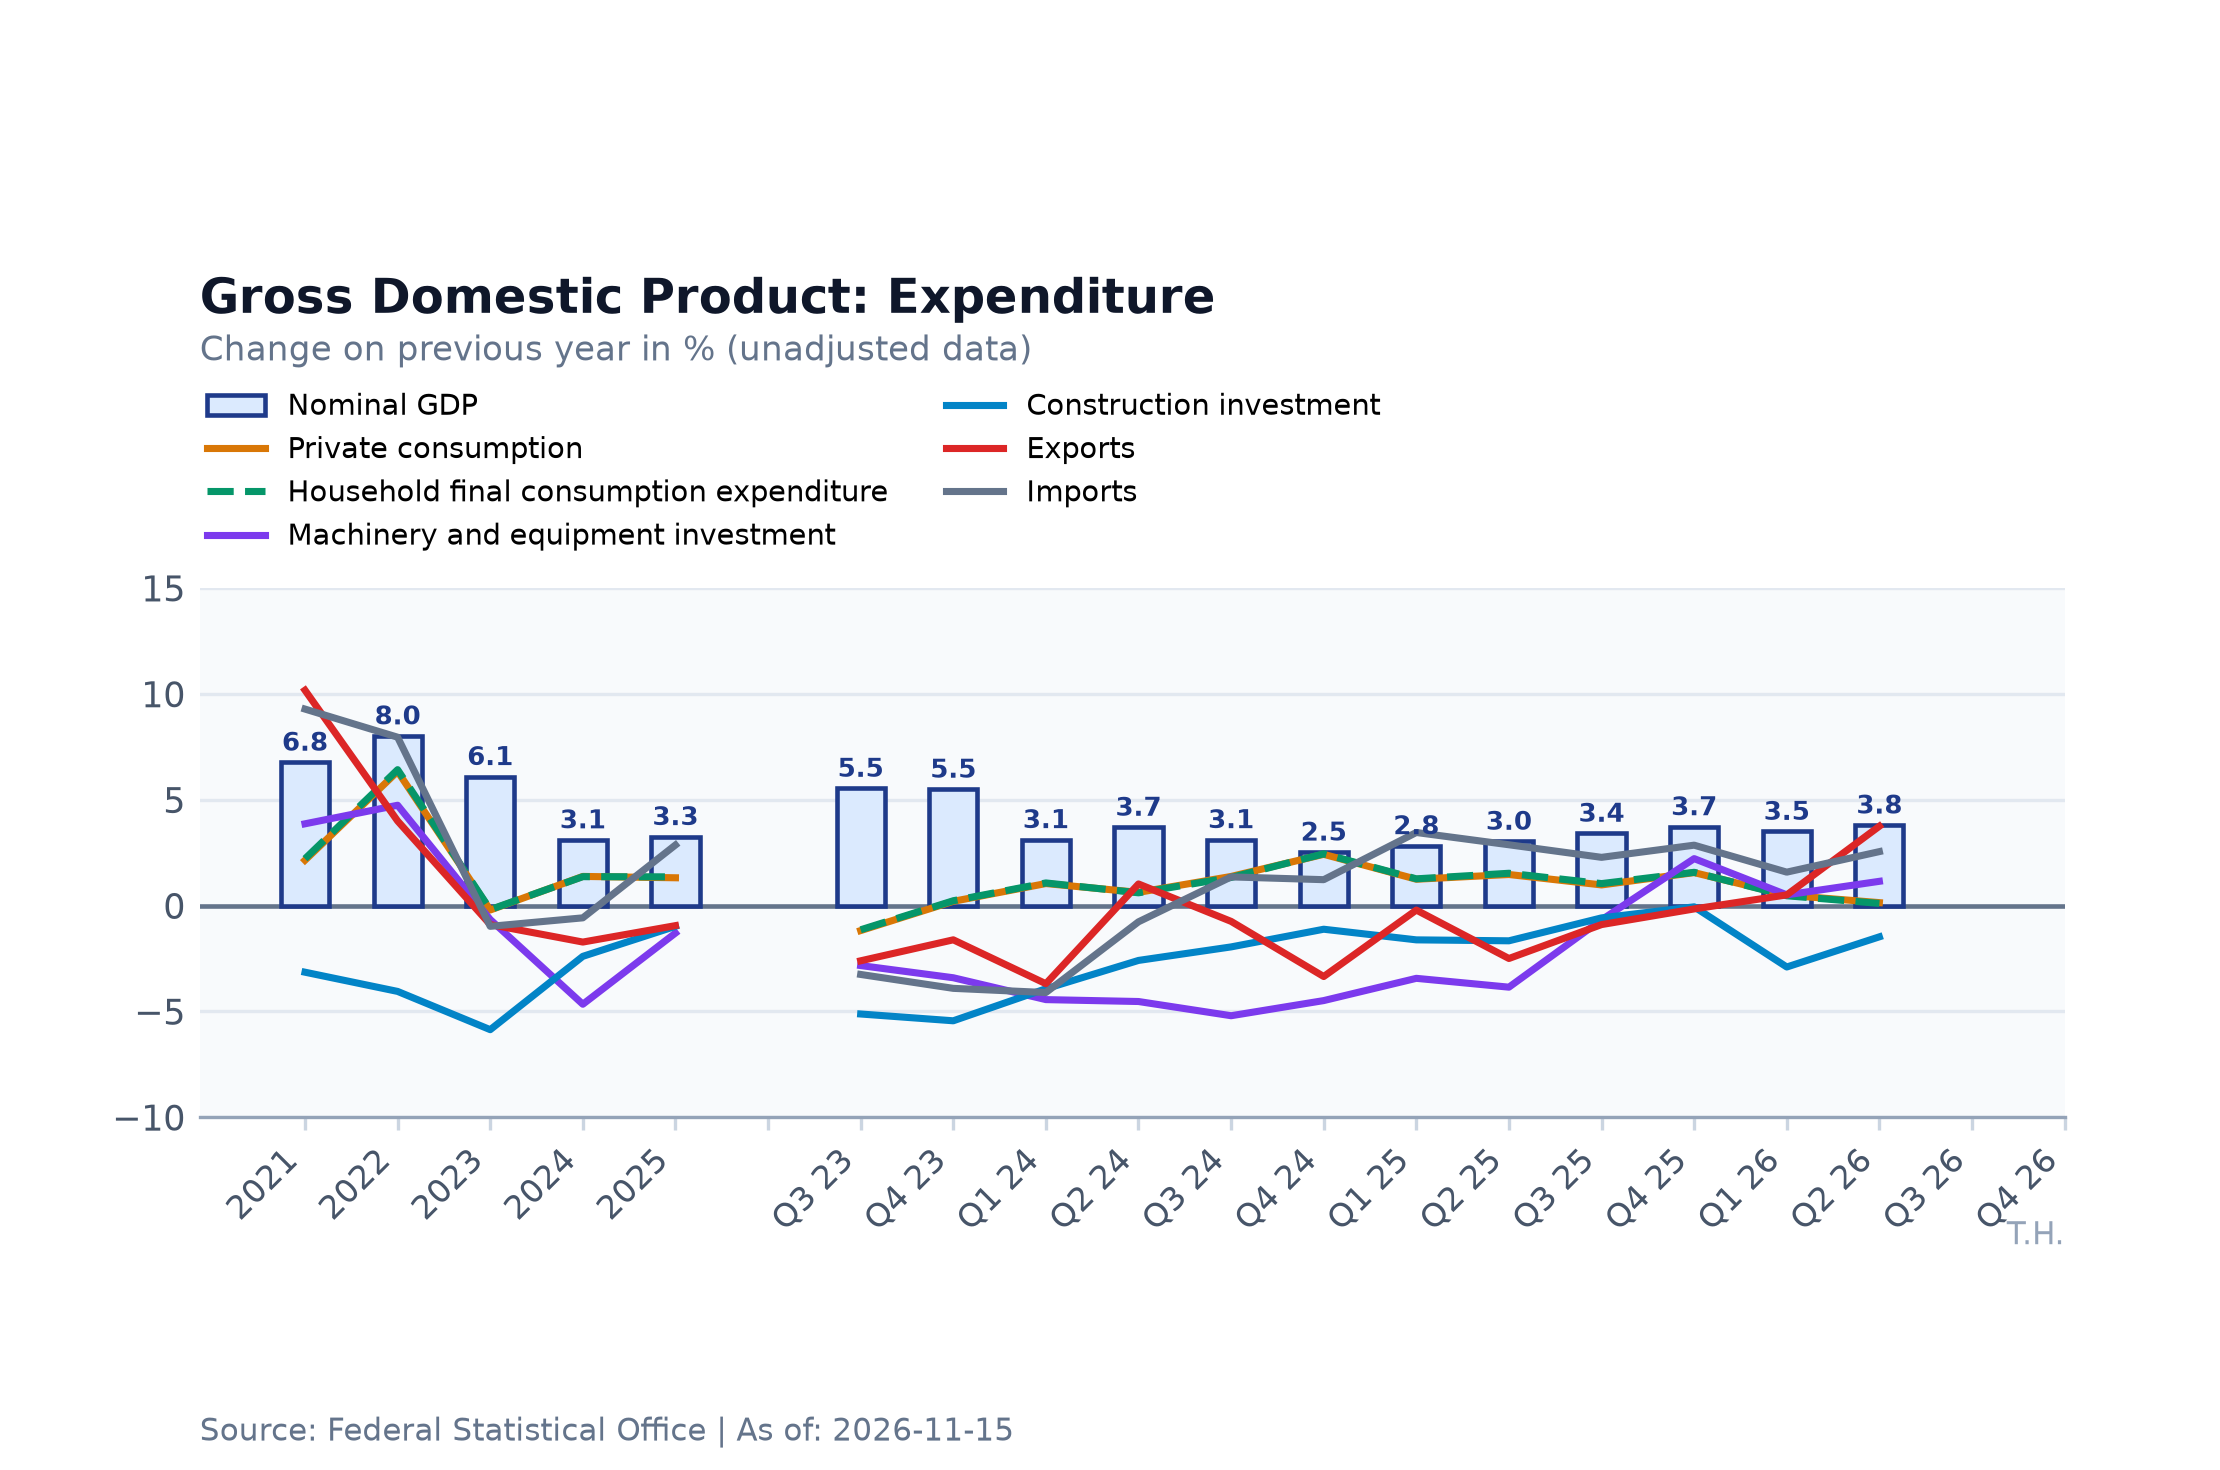 Gross Domestic Product: Expenditure
Change on previous year in % (unadjusted data)
Nominal GDP
Private consumption
Household final consumption expenditure
Machinery and equipment investment
Construction investment
Exports
Imports
15
10
5
0
−5
−10
6.8
8.0
6.1
3.1
3.3
5.5
5.5
3.1
3.7
3.1
2.5
2.8
3.0
3.4
3.7
3.5
3.8
2021
2022
2023
2024
2025
Q3 23
Q4 23
Q1 24
Q2 24
Q3 24
Q4 24
Q1 25
Q2 25
Q3 25
Q4 25
Q1 26
Q2 26
Q3 26
Q4 26
T.H.
Source: Federal Statistical Office | As of: 2026-11-15